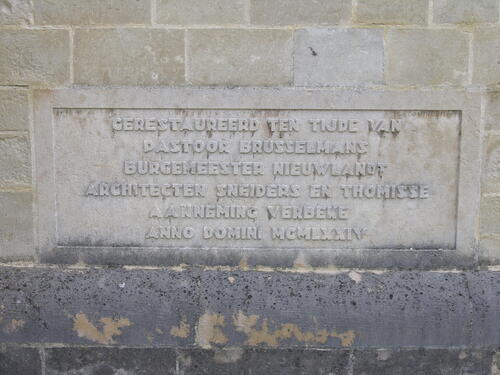 GERESTAUREERD TEN TIJDE VAN
PASTOOR BRUSSELMANS
BURGEMEESTER NIEUWLANDT
ARCHITECTEN SNEIDERS EN THOMISSE
AANNEMING VERBEKE
ANNO DOMINI MCMLXXIV